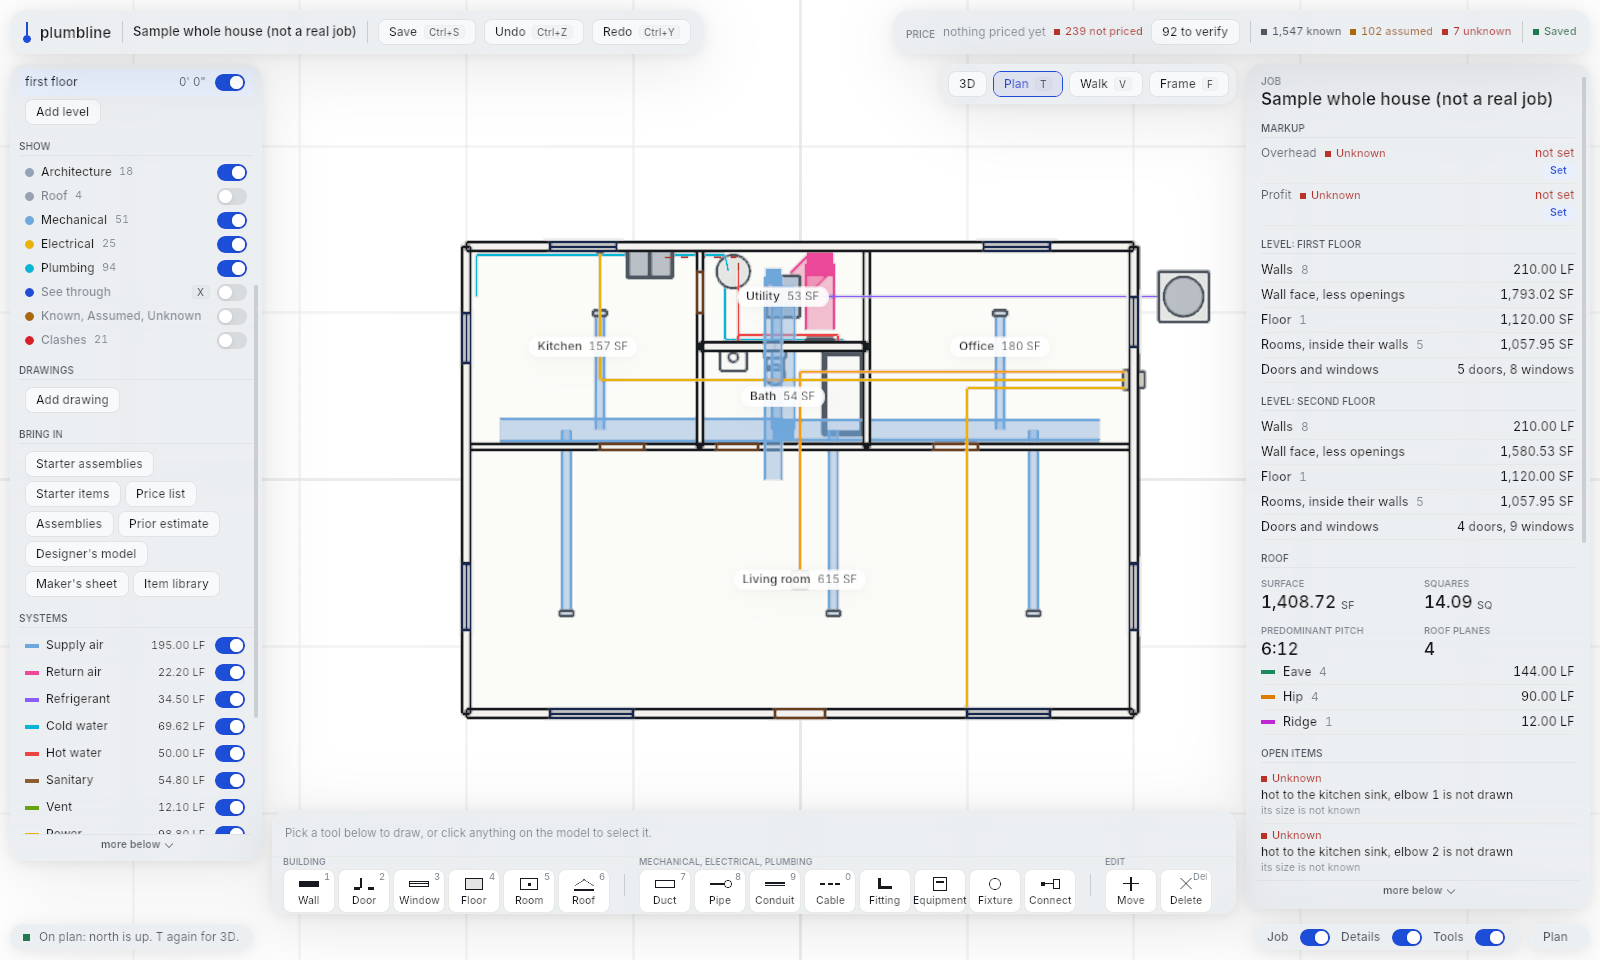 plumbline
Sample whole house (not a real job)
Save Ctrl+S
Undo Ctrl+Z
Redo Ctrl+Y
PRICE nothing priced yet 239 not priced
92 to verify
1,547 known 102 assumed 7 unknown
Saved
3D
Plan T
Walk V
Frame F
first floor 0' 0"
Add level
SHOW
Architecture 18
Roof 4
Mechanical 51
Electrical 25
Plumbing 94
See through X
Known, Assumed, Unknown
Clashes 21
DRAWINGS
Add drawing
BRING IN
Starter assemblies
Starter items Price list
Assemblies Prior estimate
Designer's model
Maker's sheet Item library
SYSTEMS
Supply air 195.00 LF
Return air 22.20 LF
Refrigerant 34.50 LF
Cold water 69.62 LF
Hot water 50.00 LF
Sanitary 54.80 LF
Vent 12.10 LF
Power 98.80 LF
more below
Utility 53 SF
Kitchen 157 SF
Office 180 SF
Bath 54 SF
Living room 615 SF
Pick a tool below to draw, or click anything on the model to select it.
BUILDING
Wall 1
Door 2
Window 3
Floor 4
Room 5
Roof 6
MECHANICAL, ELECTRICAL, PLUMBING
Duct 7
Pipe 8
Conduit 9
Cable 0
Fitting
Equipment
Fixture
Connect
EDIT
Move
Delete Del
On plan: north is up. T again for 3D.
JOB
Sample whole house (not a real job)
MARKUP
Overhead Unknown not set
Set
Profit Unknown not set
Set
LEVEL: FIRST FLOOR
Walls 8 210.00 LF
Wall face, less openings 1,793.02 SF
Floor 1 1,120.00 SF
Rooms, inside their walls 5 1,057.95 SF
Doors and windows 5 doors, 8 windows
LEVEL: SECOND FLOOR
Walls 8 210.00 LF
Wall face, less openings 1,580.53 SF
Floor 1 1,120.00 SF
Rooms, inside their walls 5 1,057.95 SF
Doors and windows 4 doors, 9 windows
ROOF
SURFACE SQUARES
1,408.72 SF 14.09 SQ
PREDOMINANT PITCH ROOF PLANES
6:12 4
Eave 4 144.00 LF
Hip 4 90.00 LF
Ridge 1 12.00 LF
OPEN ITEMS
Unknown
hot to the kitchen sink, elbow 1 is not drawn
its size is not known
Unknown
hot to the kitchen sink, elbow 2 is not drawn
its size is not known
more below
Job Details Tools
Plan